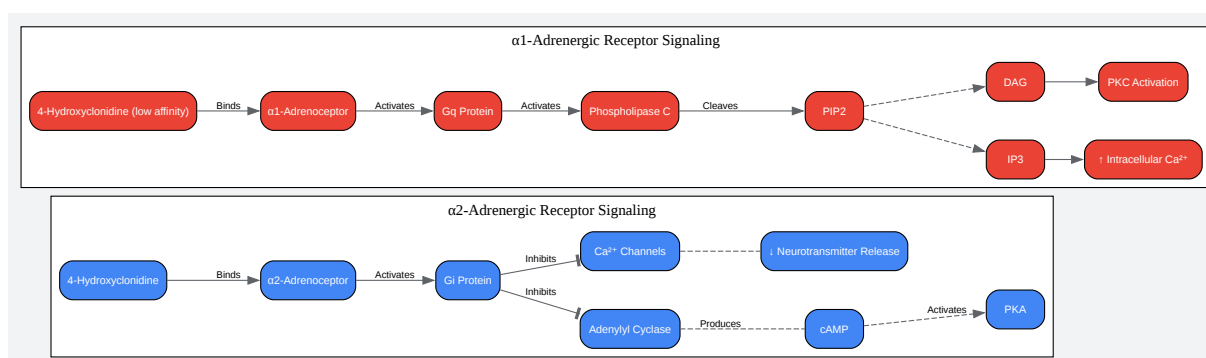 α1-Adrenergic Receptor Signaling
4-Hydroxyclonidine (low affinity)
Binds
α1-Adrenoceptor
Activates
Gq Protein
Activates
Phospholipase C
Cleaves
PIP2
DAG
PKC Activation
IP3
↑ Intracellular Ca²⁺
α2-Adrenergic Receptor Signaling
4-Hydroxyclonidine
Binds
α2-Adrenoceptor
Activates
Gi Protein
Inhibits
Ca²⁺ Channels
↓ Neurotransmitter Release
Inhibits
Adenylyl Cyclase
Produces
cAMP
Activates
PKA